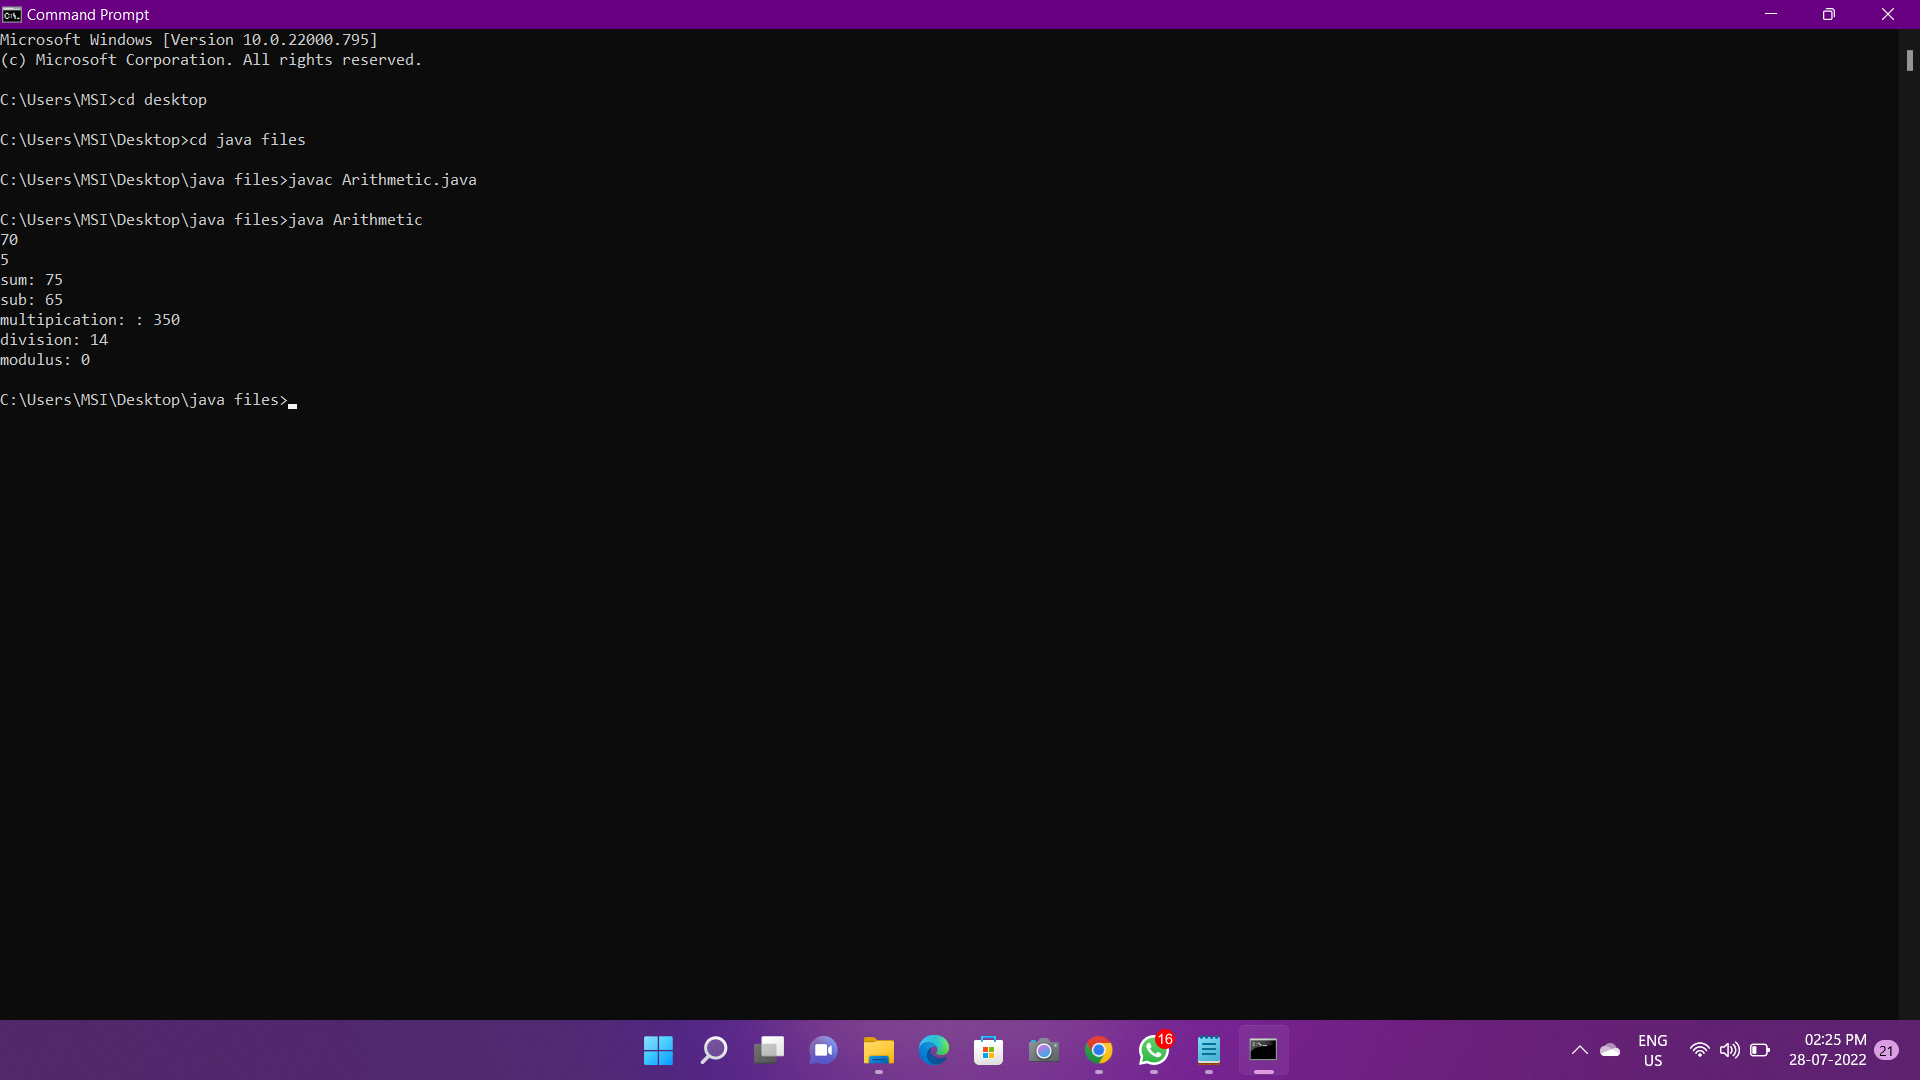 Command Prompt
Microsoft Windows [Version 10.0.22000.795]
(c) Microsoft Corporation. All rights reserved.
C:\Users\MSI>cd desktop
C:\Users\MSI\Desktop>cd java files
C:\Users\MSI\Desktop\java files>javac Arithmetic.java
C:\Users\MSI\Desktop\java files>java Arithmetic
70
5
sum: 75
sub: 65
multipication: : 350
division: 14
modulus: 0
C:\Users\MSI\Desktop\java files>
16
ENG
US
02:25 PM
28-07-2022
21